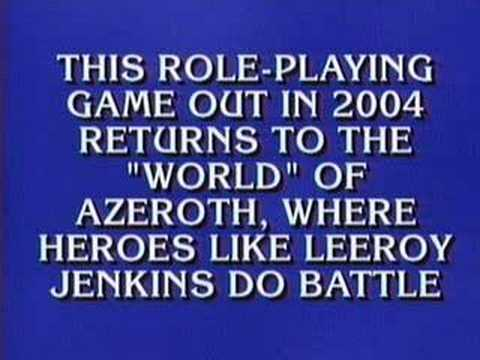 THIS ROLE-PLAYING
GAME OUT IN 2004
RETURNS TO THE
"WORLD" OF
AZEROTH, WHERE
HEROES LIKE LEEROY
JENKINS DO BATTLE